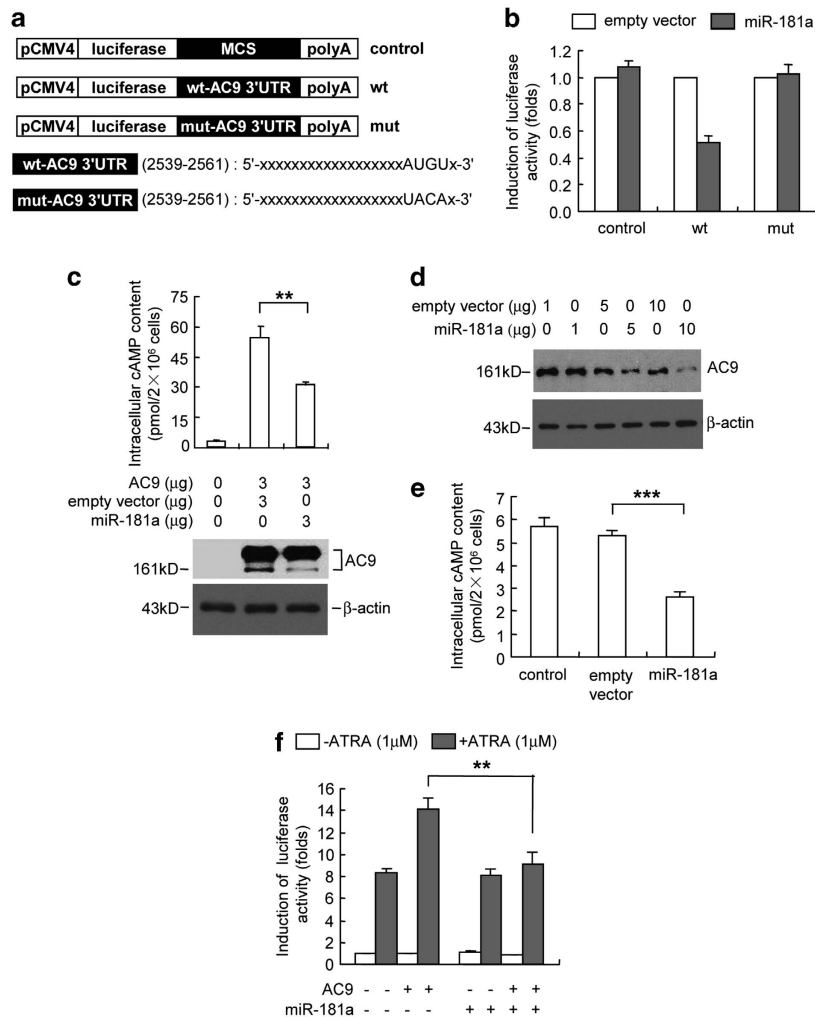 a
pCMV4 luciferase MCS polyA control
pCMV4 luciferase wt-AC9 3'UTR polyA wt
pCMV4 luciferase mut-AC9 3'UTR polyA mut
wt-AC9 3'UTR (2539-2561) : 5'-xxxxxxxxxxxxxxxxxxAUGUx-3'
mut-AC9 3'UTR (2539-2561) : 5'-xxxxxxxxxxxxxxxxxxUACAx-3'
b
empty vector miR-181a
Induction of luciferase
activity (folds)
1.2
1.0
0.8
0.6
0.4
0.2
0.0
control wt mut
c
Intracellular cAMP content
(pmol/2×10⁶ cells)
75
60
45
30
15
0
**
AC9 (μg) 0 3 3
empty vector (μg) 0 3 0
miR-181a (μg) 0 0 3
161kD
AC9
43kD
β-actin
d
empty vector (μg) 1 0 5 0 10 0
miR-181a (μg) 0 1 0 5 0 10
161kD
AC9
43kD
β-actin
e
Intracellular cAMP content
(pmol/2×10⁶ cells)
7
6
5
4
3
2
1
0
***
control empty miR-181a
vector
f
-ATRA (1μM) +ATRA (1μM)
Induction of luciferase
activity (folds)
16
14
12
10
8
6
4
2
0
**
AC9 - - + + - - + +
miR-181a - - - - + + + +